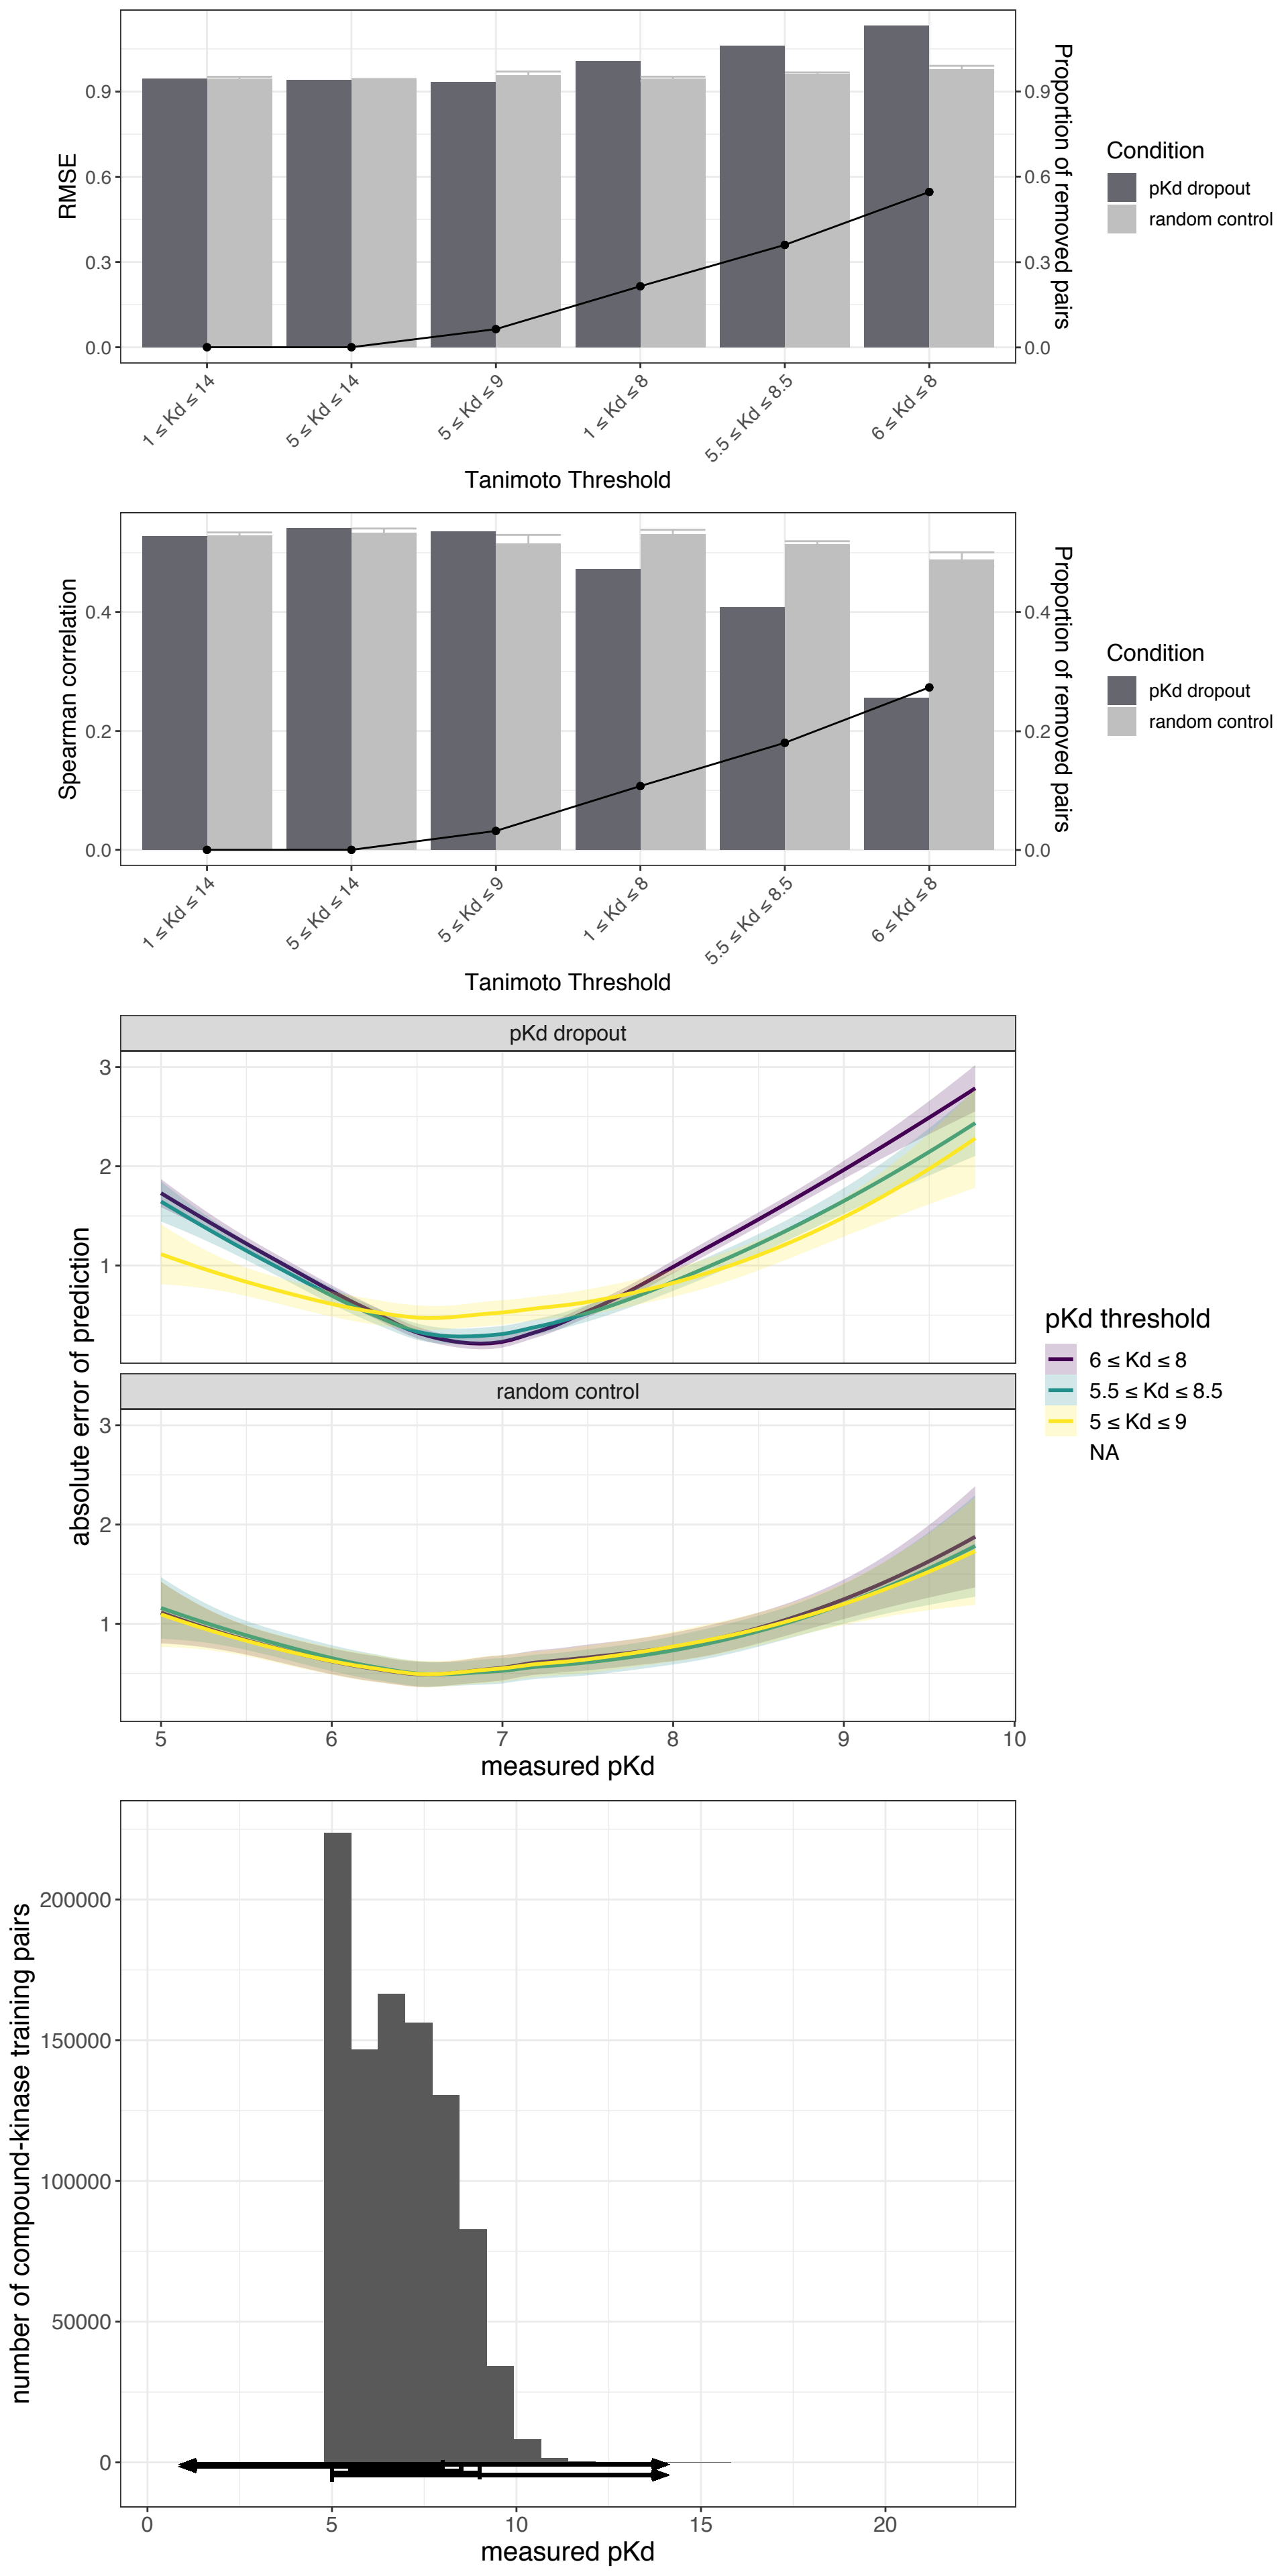 0.9
0.6
0.3
0.0
RMSE
0.9
0.6
0.3
0.0
Proportion of removed pairs
1 ≤ Kd ≤ 14
5 ≤ Kd ≤ 14
5 ≤ Kd ≤ 9
1 ≤ Kd ≤ 8
5.5 ≤ Kd ≤ 8.5
6 ≤ Kd ≤ 8
Tanimoto Threshold
Condition
pKd dropout
random control
0.4
0.2
0.0
Spearman correlation
0.4
0.2
0.0
Proportion of removed pairs
1 ≤ Kd ≤ 14
5 ≤ Kd ≤ 14
5 ≤ Kd ≤ 9
1 ≤ Kd ≤ 8
5.5 ≤ Kd ≤ 8.5
6 ≤ Kd ≤ 8
Tanimoto Threshold
Condition
pKd dropout
random control
pKd dropout
3
2
1
absolute error of prediction
random control
3
2
1
5
6
7
8
9
10
measured pKd
pKd threshold
6 ≤ Kd ≤ 8
5.5 ≤ Kd ≤ 8.5
5 ≤ Kd ≤ 9
NA
200000
150000
100000
50000
0
number of compound-kinase training pairs
0
5
10
15
20
measured pKd